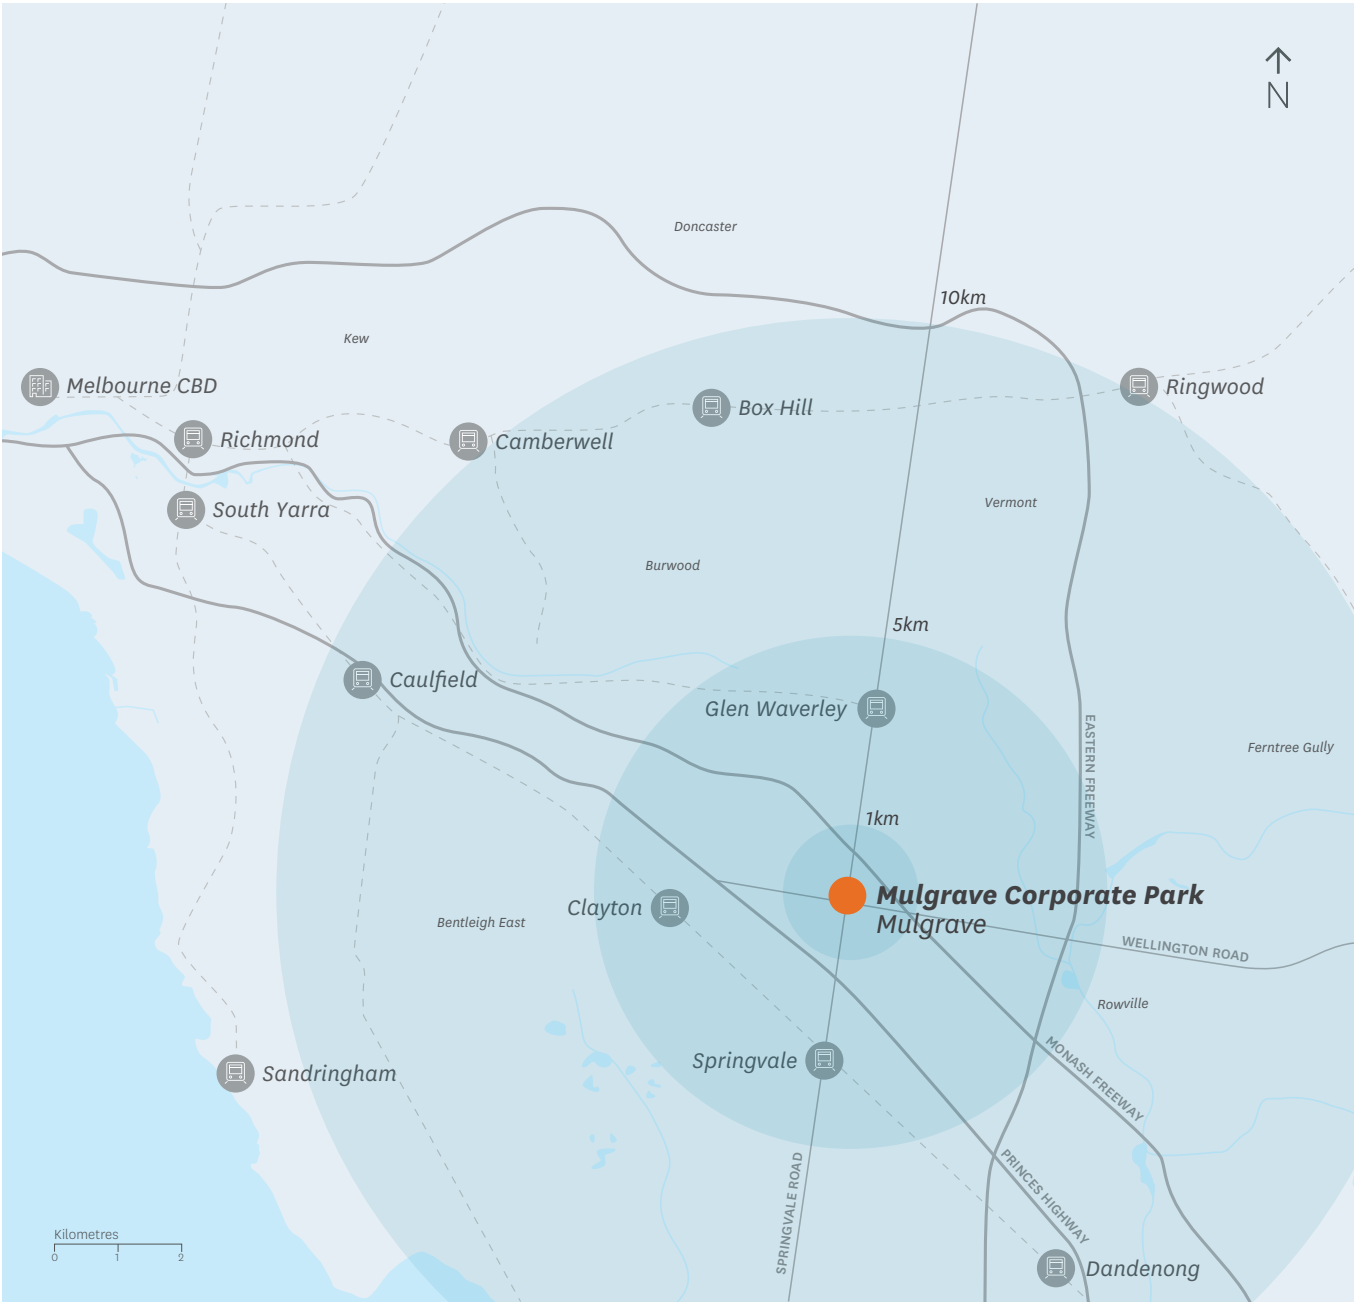 N
Doncaster
10km
Kew
Melbourne CBD
Ringwood
Box Hill
Richmond
Camberwell
Vermont
South Yarra
Burwood
5km
Caulfield
Glen Waverley
EASTERN FREEWAY
Ferntree Gully
1km
Mulgrave Corporate Park
Mulgrave
Clayton
Bentleigh East
WELLINGTON ROAD
Rowville
MONASH FREEWAY
Springvale
Sandringham
SPRINGVALE ROAD
PRINCES HIGHWAY
Kilometres
0 1 2
Dandenong